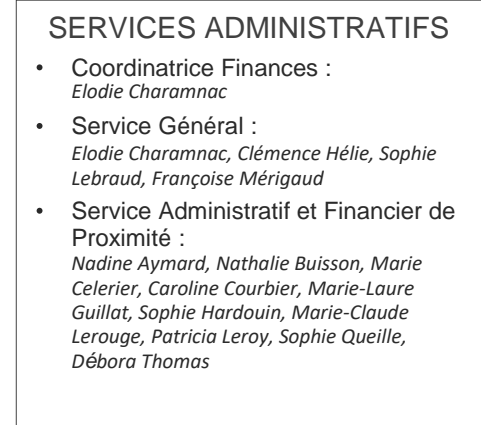 SERVICES ADMINISTRATIFS
• Coordinatrice Finances :
Elodie Charamnac
• Service Général :
Elodie Charamnac, Clémence Hélie, Sophie
Lebraud, Françoise Mérigaud
• Service Administratif et Financier de
Proximité :
Nadine Aymard, Nathalie Buisson, Marie
Celerier, Caroline Courbier, Marie-Laure
Guillat, Sophie Hardouin, Marie-Claude
Lerouge, Patricia Leroy, Sophie Queille,
Débora Thomas